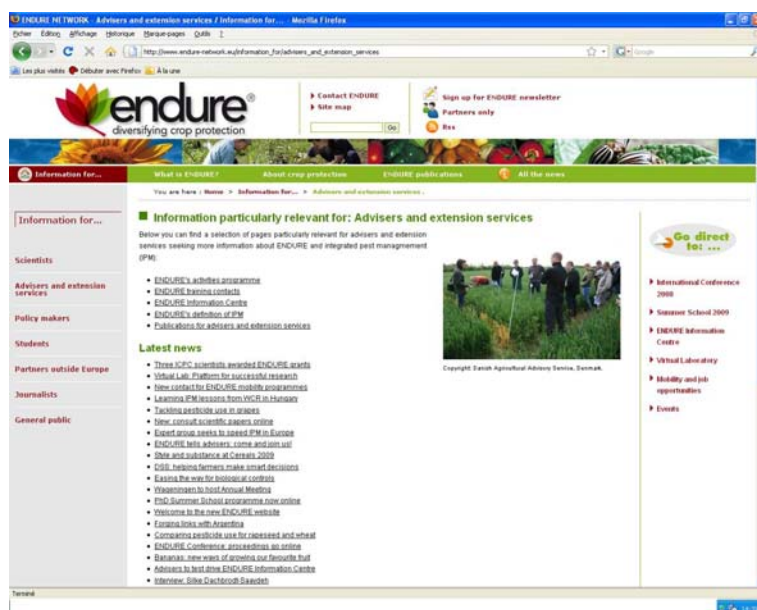 ENDURE NETWORK - Advisers and extension services / Information for... - Mozilla Firefox
Fichier Edition Affichage Historique Marque-pages Outils ?
http://www.endure-network.eu/information_for/advisers_and_extension_services
Google
Les plus visités Débuter avec Firefox À la une
endure®
diversifying crop protection
Contact ENDURE
Site map
Go
Sign up for ENDURE newsletter
Partners only
Rss
Information for... What is ENDURE? About crop protection ENDURE publications All the news
You are here : Home > Information for... > Advisers and extension services .
Information for...
Scientists
Advisers and extension
services
Policy makers
Students
Partners outside Europe
Journalists
General public
Information particularly relevant for: Advisers and extension services
Below you can find a selection of pages particularly relevant for advisers and extension
services seeking more information about ENDURE and integrated pest managmement
(IPM):
• ENDURE's activities programme
• ENDURE training contacts
• ENDURE Information Centre
• ENDURE's definition of IPM
• Publications for advisers and extension services
Copyright: Danish Agricultural Advisory Service, Denmark.
Latest news
• Three ICPC scientists awarded ENDURE grants
• Virtual Lab: Platform for successful research
• New contact for ENDURE mobility programmes
• Learning IPM lessons from WCR in Hungary
• Tackling pesticide use in grapes
• New: consult scientific papers online
• Expert group seeks to speed IPM in Europe
• ENDURE tells advisers: come and join us!
• Style and substance at Cereals 2009
• DSS: helping farmers make smart decisions
• Easing the way for biological controls
• Wageningen to host Annual Meeting
• PhD Summer School programme now online
• Welcome to the new ENDURE website
• Forging links with Argentina
• Comparing pesticide use for rapeseed and wheat
• ENDURE Conference: proceedings go online
• Bananas: new ways of growing our favourite fruit
• Advisers to test drive ENDURE Information Centre
• Interview: Silke Dachbrodt-Saaydeh
Go direct
to: ...
International Conference
2008
Summer School 2009
ENDURE Information
Centre
Virtual Laboratory
Mobility and job
opportunities
Events
Terminé